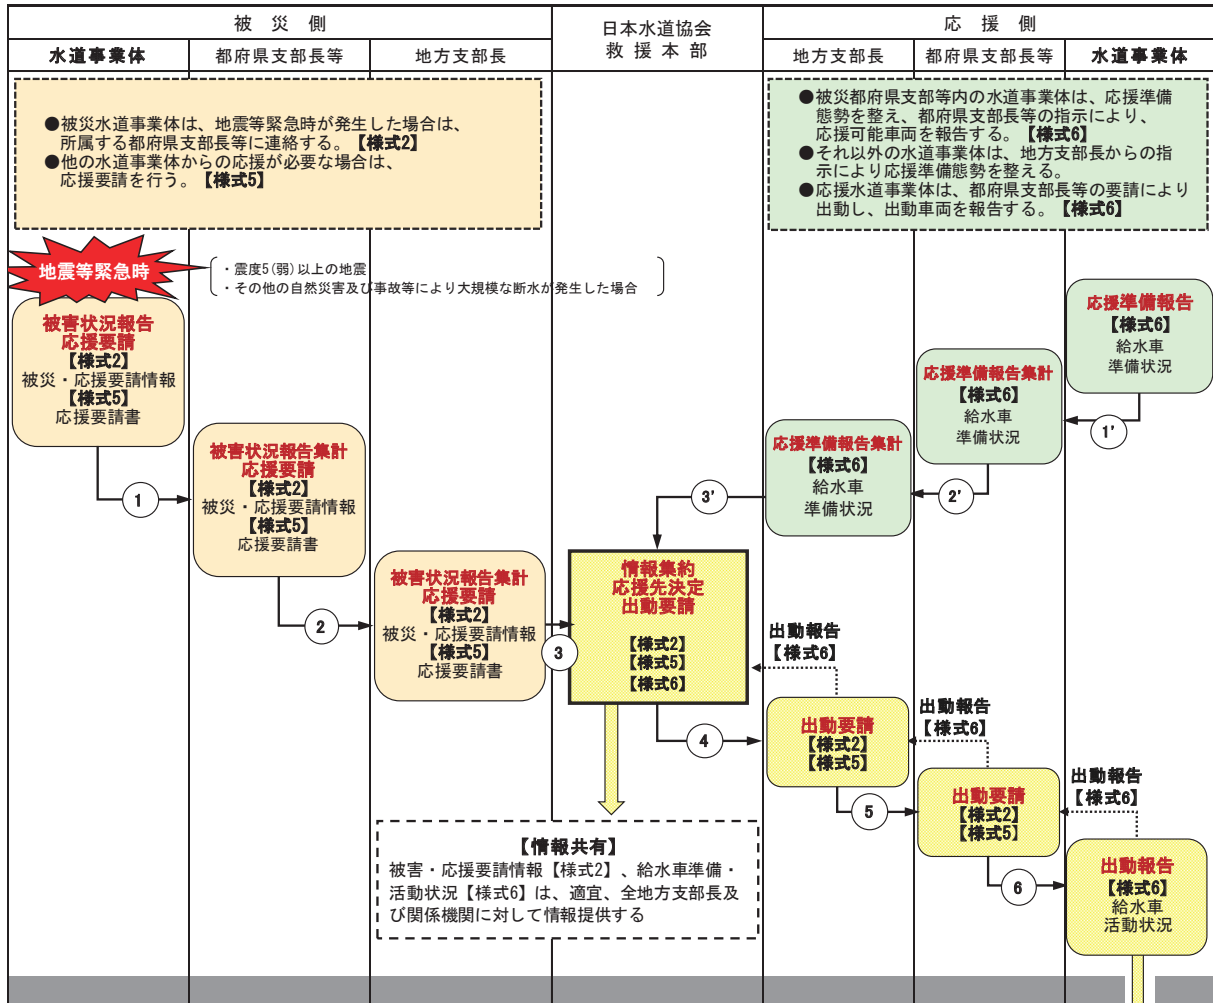 被災側
日本水道協会
救援本部
応援側
水道事業体
都府県支部長等
地方支部長
地方支部長
都府県支部長等
水道事業体
●被災水道事業体は、地震等緊急時が発生した場合は、
所属する都府県支部長等に連絡する。【様式2】
●他の水道事業体からの応援が必要な場合は、
応援要請を行う。【様式5】
●被災都府県支部等内の水道事業体は、応援準備
態勢を整え、都府県支部長等の指示により、
応援可能車両を報告する。【様式6】
●それ以外の水道事業体は、地方支部長からの指
示により応援準備態勢を整える。
●応援水道事業体は、都府県支部長等の要請により
出動し、出動車両を報告する。【様式6】
地震等緊急時
・震度5(弱)以上の地震
・その他の自然災害及び事故等により大規模な断水が発生した場合
被害状況報告
応援要請
【様式2】
被災・応援要請情報
【様式5】
応援要請書
1
被害状況報告集計
応援要請
【様式2】
被災・応援要請情報
【様式5】
応援要請書
2
被害状況報告集計
応援要請
【様式2】
被災・応援要請情報
【様式5】
応援要請書
3
応援準備報告
【様式6】
給水車
準備状況
1'
応援準備報告集計
【様式6】
給水車
準備状況
2'
応援準備報告集計
【様式6】
給水車
準備状況
3'
情報集約
応援先決定
出動要請
【様式2】
【様式5】
【様式6】
4
出動報告
【様式6】
出動要請
【様式2】
【様式5】
5
出動報告
【様式6】
出動要請
【様式2】
【様式5】
6
出動報告
【様式6】
出動報告
【様式6】
給水車
活動状況
【情報共有】
被害・応援要請情報【様式2】、給水車準備・
活動状況【様式6】は、適宜、全地方支部長及
び関係機関に対して情報提供する